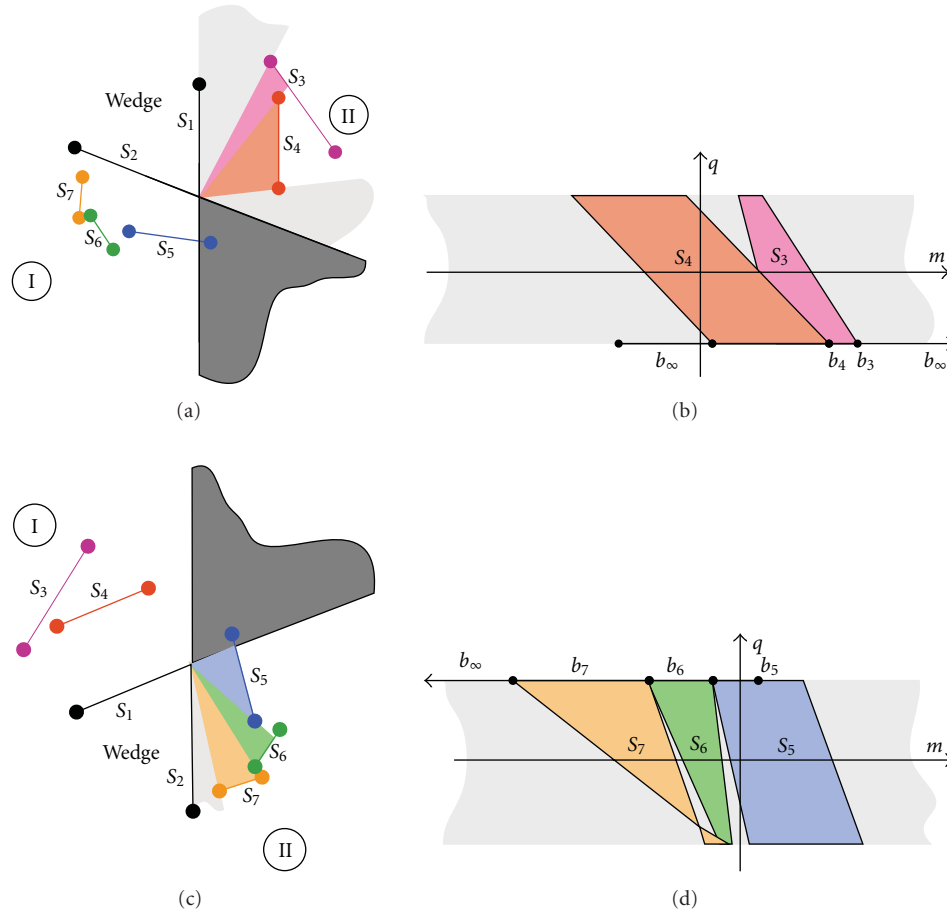 Wedge
S1
S2
S3
II
S4
S7
S6
S5
I
(a)
q
S4
S3
m
b∞
b4
b3
b∞
(b)
I
S3
S4
S1
Wedge
S2
S5
S6
S7
II
(c)
q
b∞
b7
b6
b5
S7
S6
S5
m
(d)